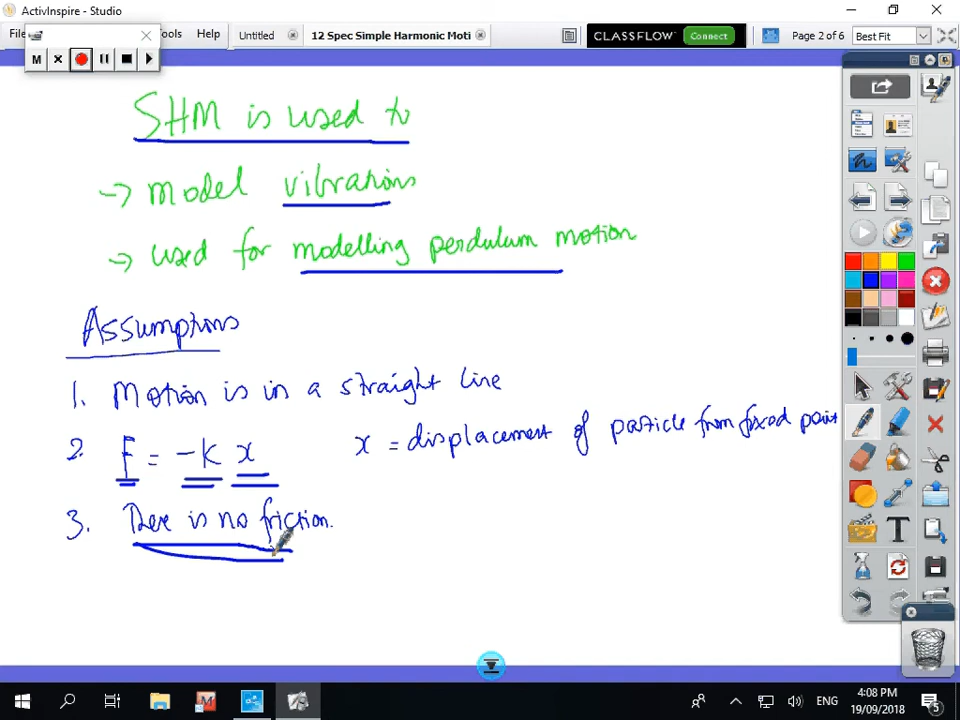 ActivInspire - Studio
File
Tools Help Untitled 12 Spec Simple Harmonic Moti CLASSFLOW Connect Page 2 of 6 Best Fit
M
SHM is used to
→ model vibrations
→ used for modelling pendulum motion
Assumptions
1. Motion is in a straight line
2. F = -k x x = displacement of particle from fixed point
3. There is no friction.
T
ENG
4:08 PM
19/09/2018
5